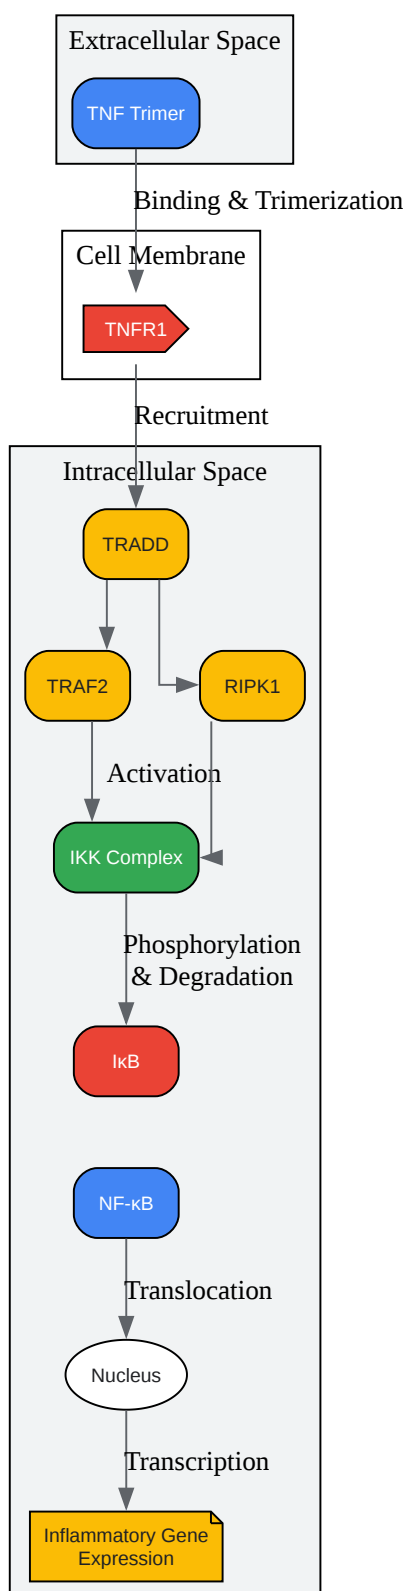 Extracellular Space
TNF Trimer
Binding & Trimerization
Cell Membrane
TNFR1
Recruitment
Intracellular Space
TRADD
TRAF2
RIPK1
Activation
IKK Complex
Phosphorylation
& Degradation
IκB
NF-κB
Translocation
Nucleus
Transcription
Inflammatory Gene
Expression